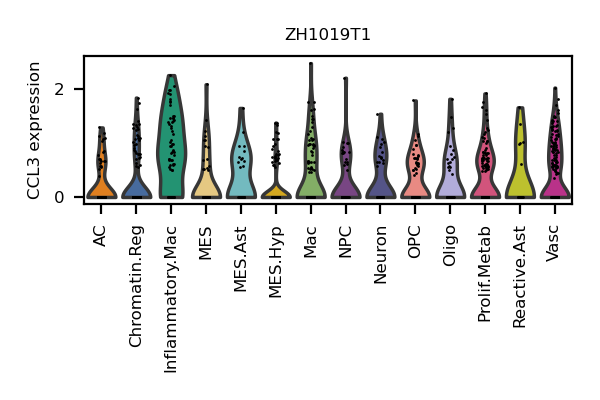 ZH1019T1
CCL3 expression
2
0
AC
Chromatin.Reg
Inflammatory.Mac
MES
MES.Ast
MES.Hyp
Mac
NPC
Neuron
OPC
Oligo
Prolif.Metab
Reactive.Ast
Vasc